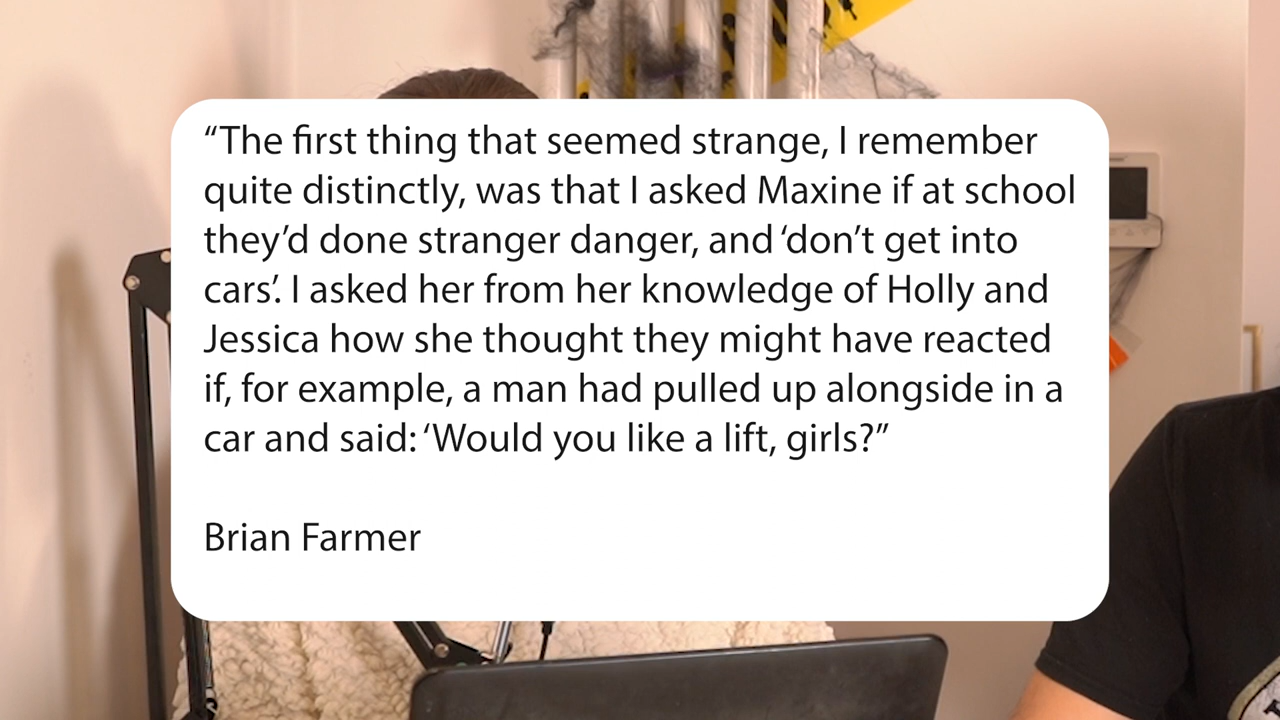 “The first thing that seemed strange, I remember
quite distinctly, was that I asked Maxine if at school
they’d done stranger danger, and ‘don’t get into
cars’. I asked her from her knowledge of Holly and
Jessica how she thought they might have reacted
if, for example, a man had pulled up alongside in a
car and said: ‘Would you like a lift, girls?”
Brian Farmer